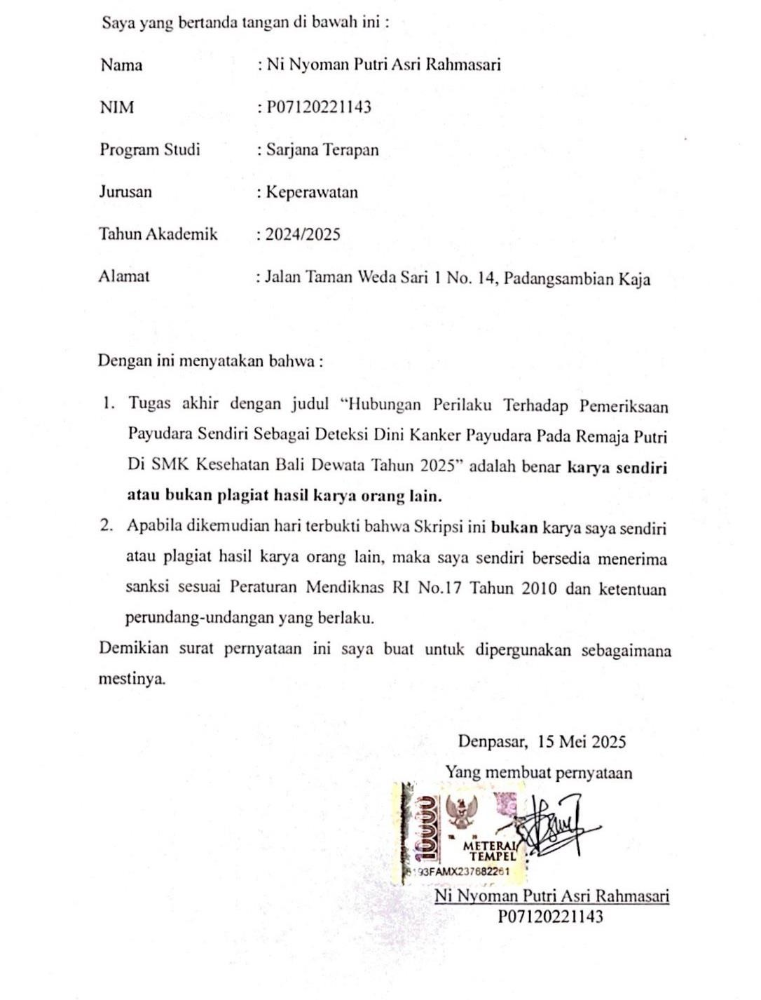 Saya yang bertanda tangan di bawah ini :
Nama : Ni Nyoman Putri Asri Rahmasari
NIM : P07120221143
Program Studi : Sarjana Terapan
Jurusan : Keperawatan
Tahun Akademik : 2024/2025
Alamat : Jalan Taman Weda Sari 1 No. 14, Padangsambian Kaja
Dengan ini menyatakan bahwa :
1. Tugas akhir dengan judul “Hubungan Perilaku Terhadap Pemeriksaan
Payudara Sendiri Sebagai Deteksi Dini Kanker Payudara Pada Remaja Putri
Di SMK Kesehatan Bali Dewata Tahun 2025” adalah benar karya sendiri
atau bukan plagiat hasil karya orang lain.
2. Apabila dikemudian hari terbukti bahwa Skripsi ini bukan karya saya sendiri
atau plagiat hasil karya orang lain, maka saya sendiri bersedia menerima
sanksi sesuai Peraturan Mendiknas RI No.17 Tahun 2010 dan ketentuan
perundang-undangan yang berlaku.
Demikian surat pernyataan ini saya buat untuk dipergunakan sebagaimana
mestinya.
Denpasar, 15 Mei 2025
Yang membuat pernyataan
10000
METERAI
TEMPEL
6193FAMX237682261
Ni Nyoman Putri Asri Rahmasari
P07120221143